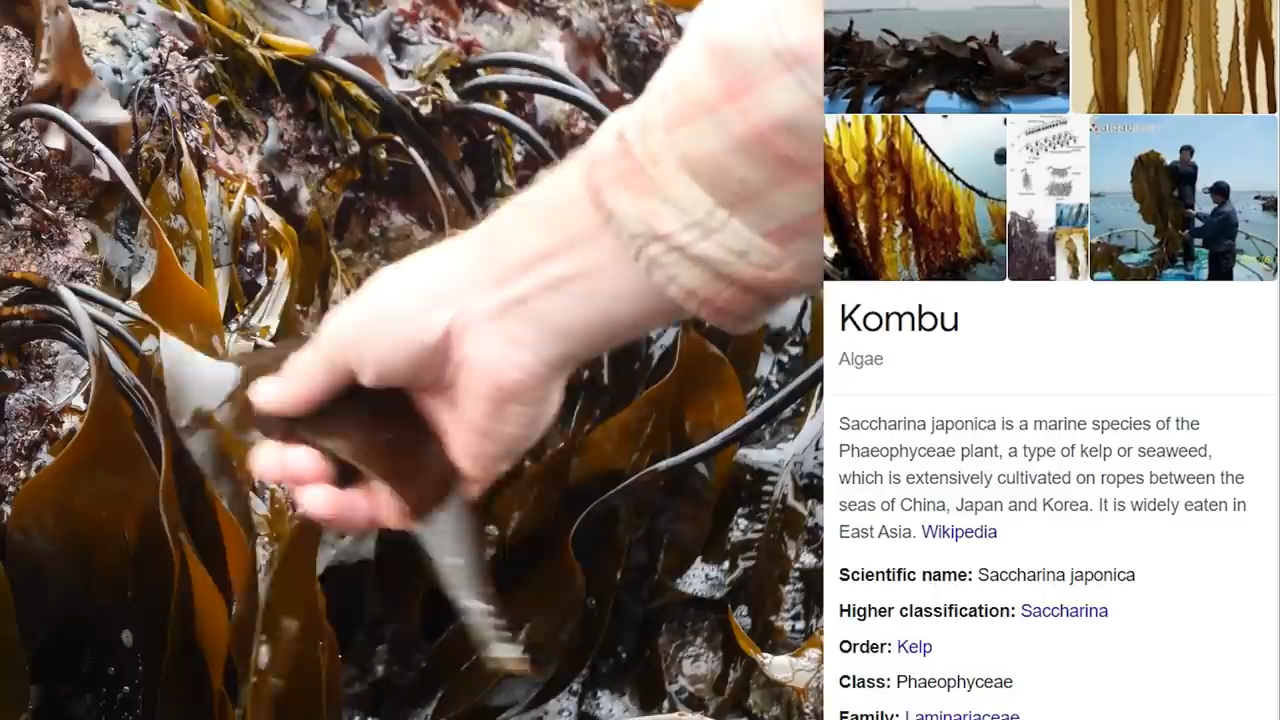 Kombu
Algae
Saccharina japonica is a marine species of the
Phaeophyceae plant, a type of kelp or seaweed,
which is extensively cultivated on ropes between the
seas of China, Japan and Korea. It is widely eaten in
East Asia. Wikipedia
Scientific name: Saccharina japonica
Higher classification: Saccharina
Order: Kelp
Class: Phaeophyceae
Family: Laminariaceae